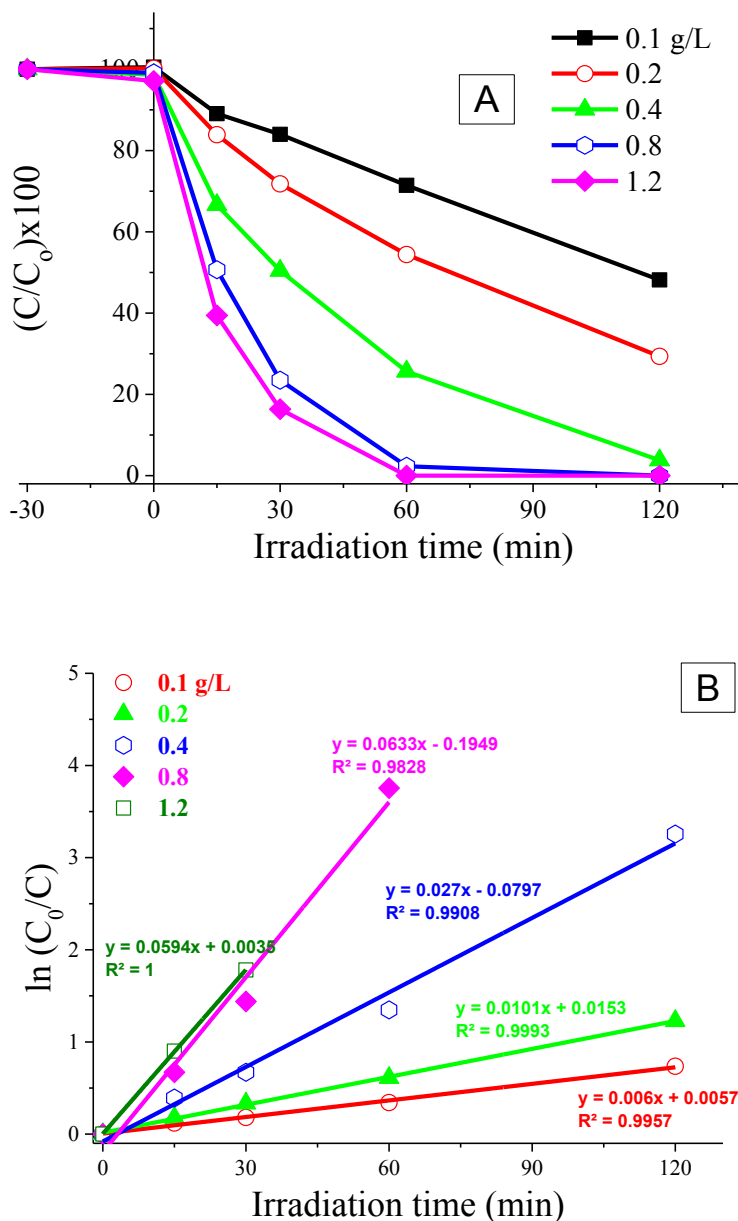 100
80
60
40
20
0
(C/C₀)x100
A
0.1 g/L
0.2
0.4
0.8
1.2
-30 0 30 60 90 120
Irradiation time (min)
B
5
4
3
2
1
0
ln (C₀/C)
0.1 g/L
0.2
0.4
0.8
1.2
y = 0.0633x - 0.1949
R² = 0.9828
y = 0.027x - 0.0797
R² = 0.9908
y = 0.0594x + 0.0035
R² = 1
y = 0.0101x + 0.0153
R² = 0.9993
y = 0.006x + 0.0057
R² = 0.9957
0 30 60 90 120
Irradiation time (min)